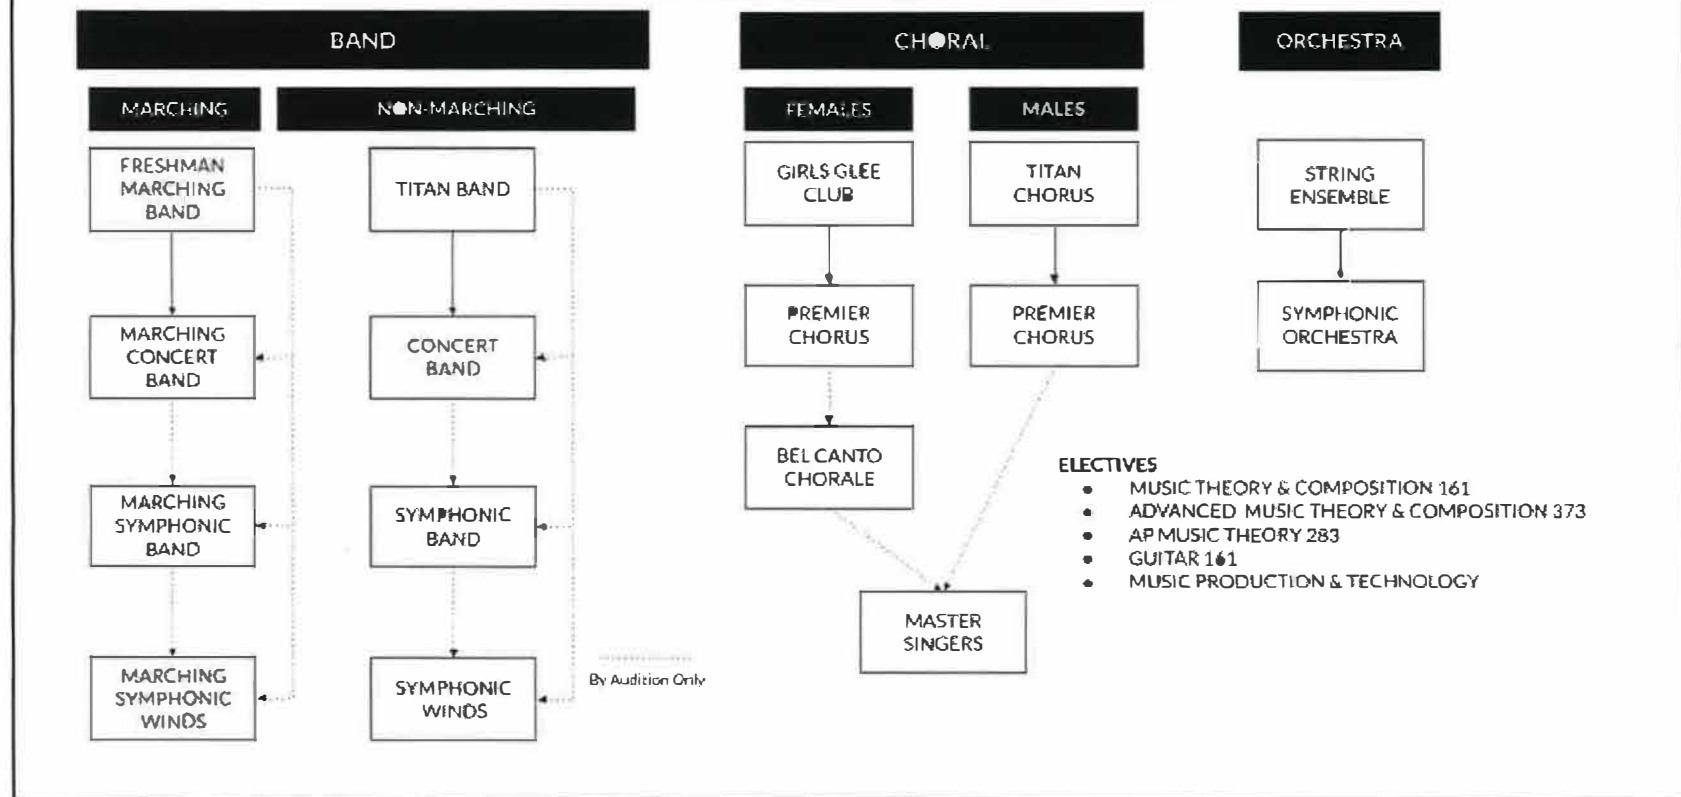 BAND
MARCHING
NON-MARCHING
FRESHMAN
MARCHING
BAND
MARCHING
CONCERT
BAND
MARCHING
SYMPHONIC
BAND
MARCHING
SYMPHONIC
WINDS
TITAN BAND
CONCERT
BAND
SYMPHONIC
BAND
SYMPHONIC
WINDS
By Audition Only
CHORAL
FEMALES
MALES
GIRLS GLEE
CLUB
PREMIER
CHORUS
BEL CANTO
CHORALE
TITAN
CHORUS
PREMIER
CHORUS
MASTER
SINGERS
ORCHESTRA
STRING
ENSEMBLE
SYMPHONIC
ORCHESTRA
ELECTIVES
• MUSIC THEORY & COMPOSITION 161
• ADVANCED MUSIC THEORY & COMPOSITION 373
• AP MUSIC THEORY 283
• GUITAR 161
• MUSIC PRODUCTION & TECHNOLOGY